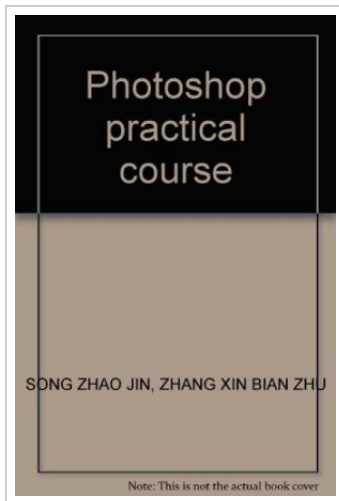 Photoshop
practical
course
SONG ZHAO JIN, ZHANG XIN BIAN ZHU
Note: This is not the actual book cover